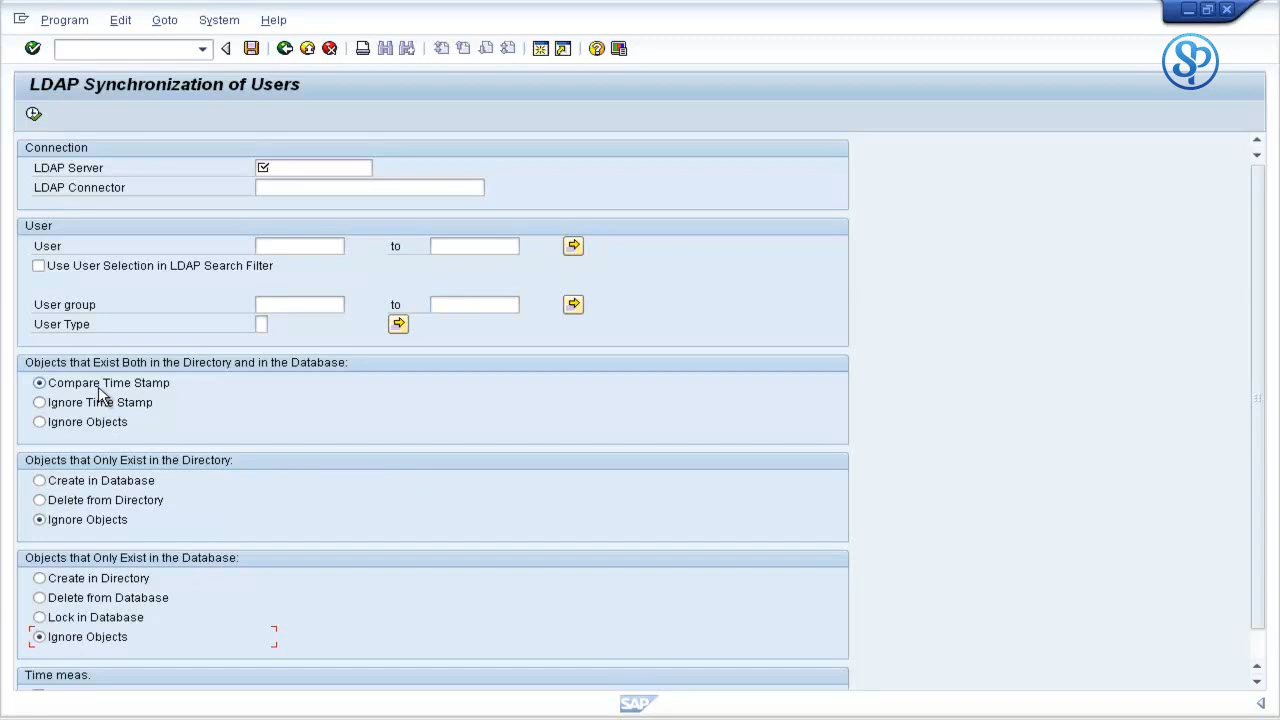 Program Edit Goto System Help
SP
LDAP Synchronization of Users
Connection
LDAP Server
LDAP Connector
User
User to
Use User Selection in LDAP Search Filter
User group to
User Type
Objects that Exist Both in the Directory and in the Database:
Compare Time Stamp
Ignore Time Stamp
Ignore Objects
Objects that Only Exist in the Directory:
Create in Database
Delete from Directory
Ignore Objects
Objects that Only Exist in the Database:
Create in Directory
Delete from Database
Lock in Database
Ignore Objects
Time meas.
SAP